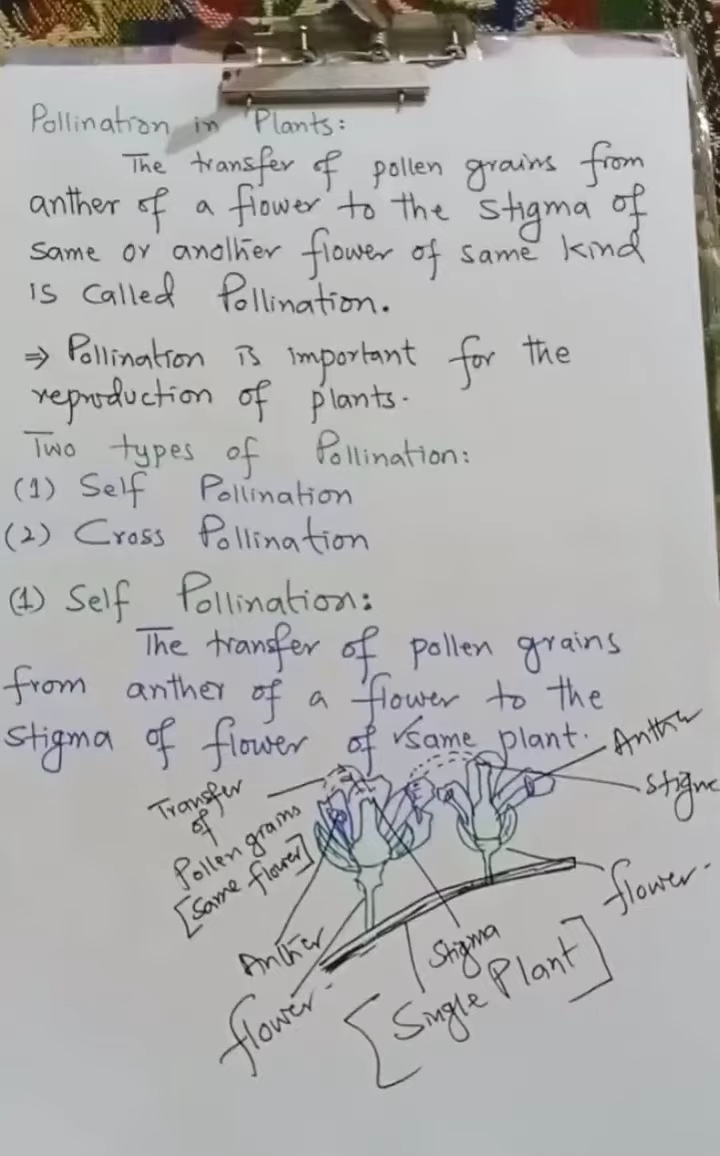 Pollination in Plants:
The transfer of pollen grains from
anther of a flower to the stigma of
same or another flower of same kind
is called Pollination.
⇒ Pollination is important for the
reproduction of plants.
Two types of Pollination:
(1) Self Pollination
(2) Cross Pollination
(1) Self Pollination:
The transfer of pollen grains
from anther of a flower to the
stigma of flower of same plant.
Anther
Transfer
of
Pollen grains
[same flower]
Stigma
flower.
Anther
Stigma
flower.
[Single Plant]